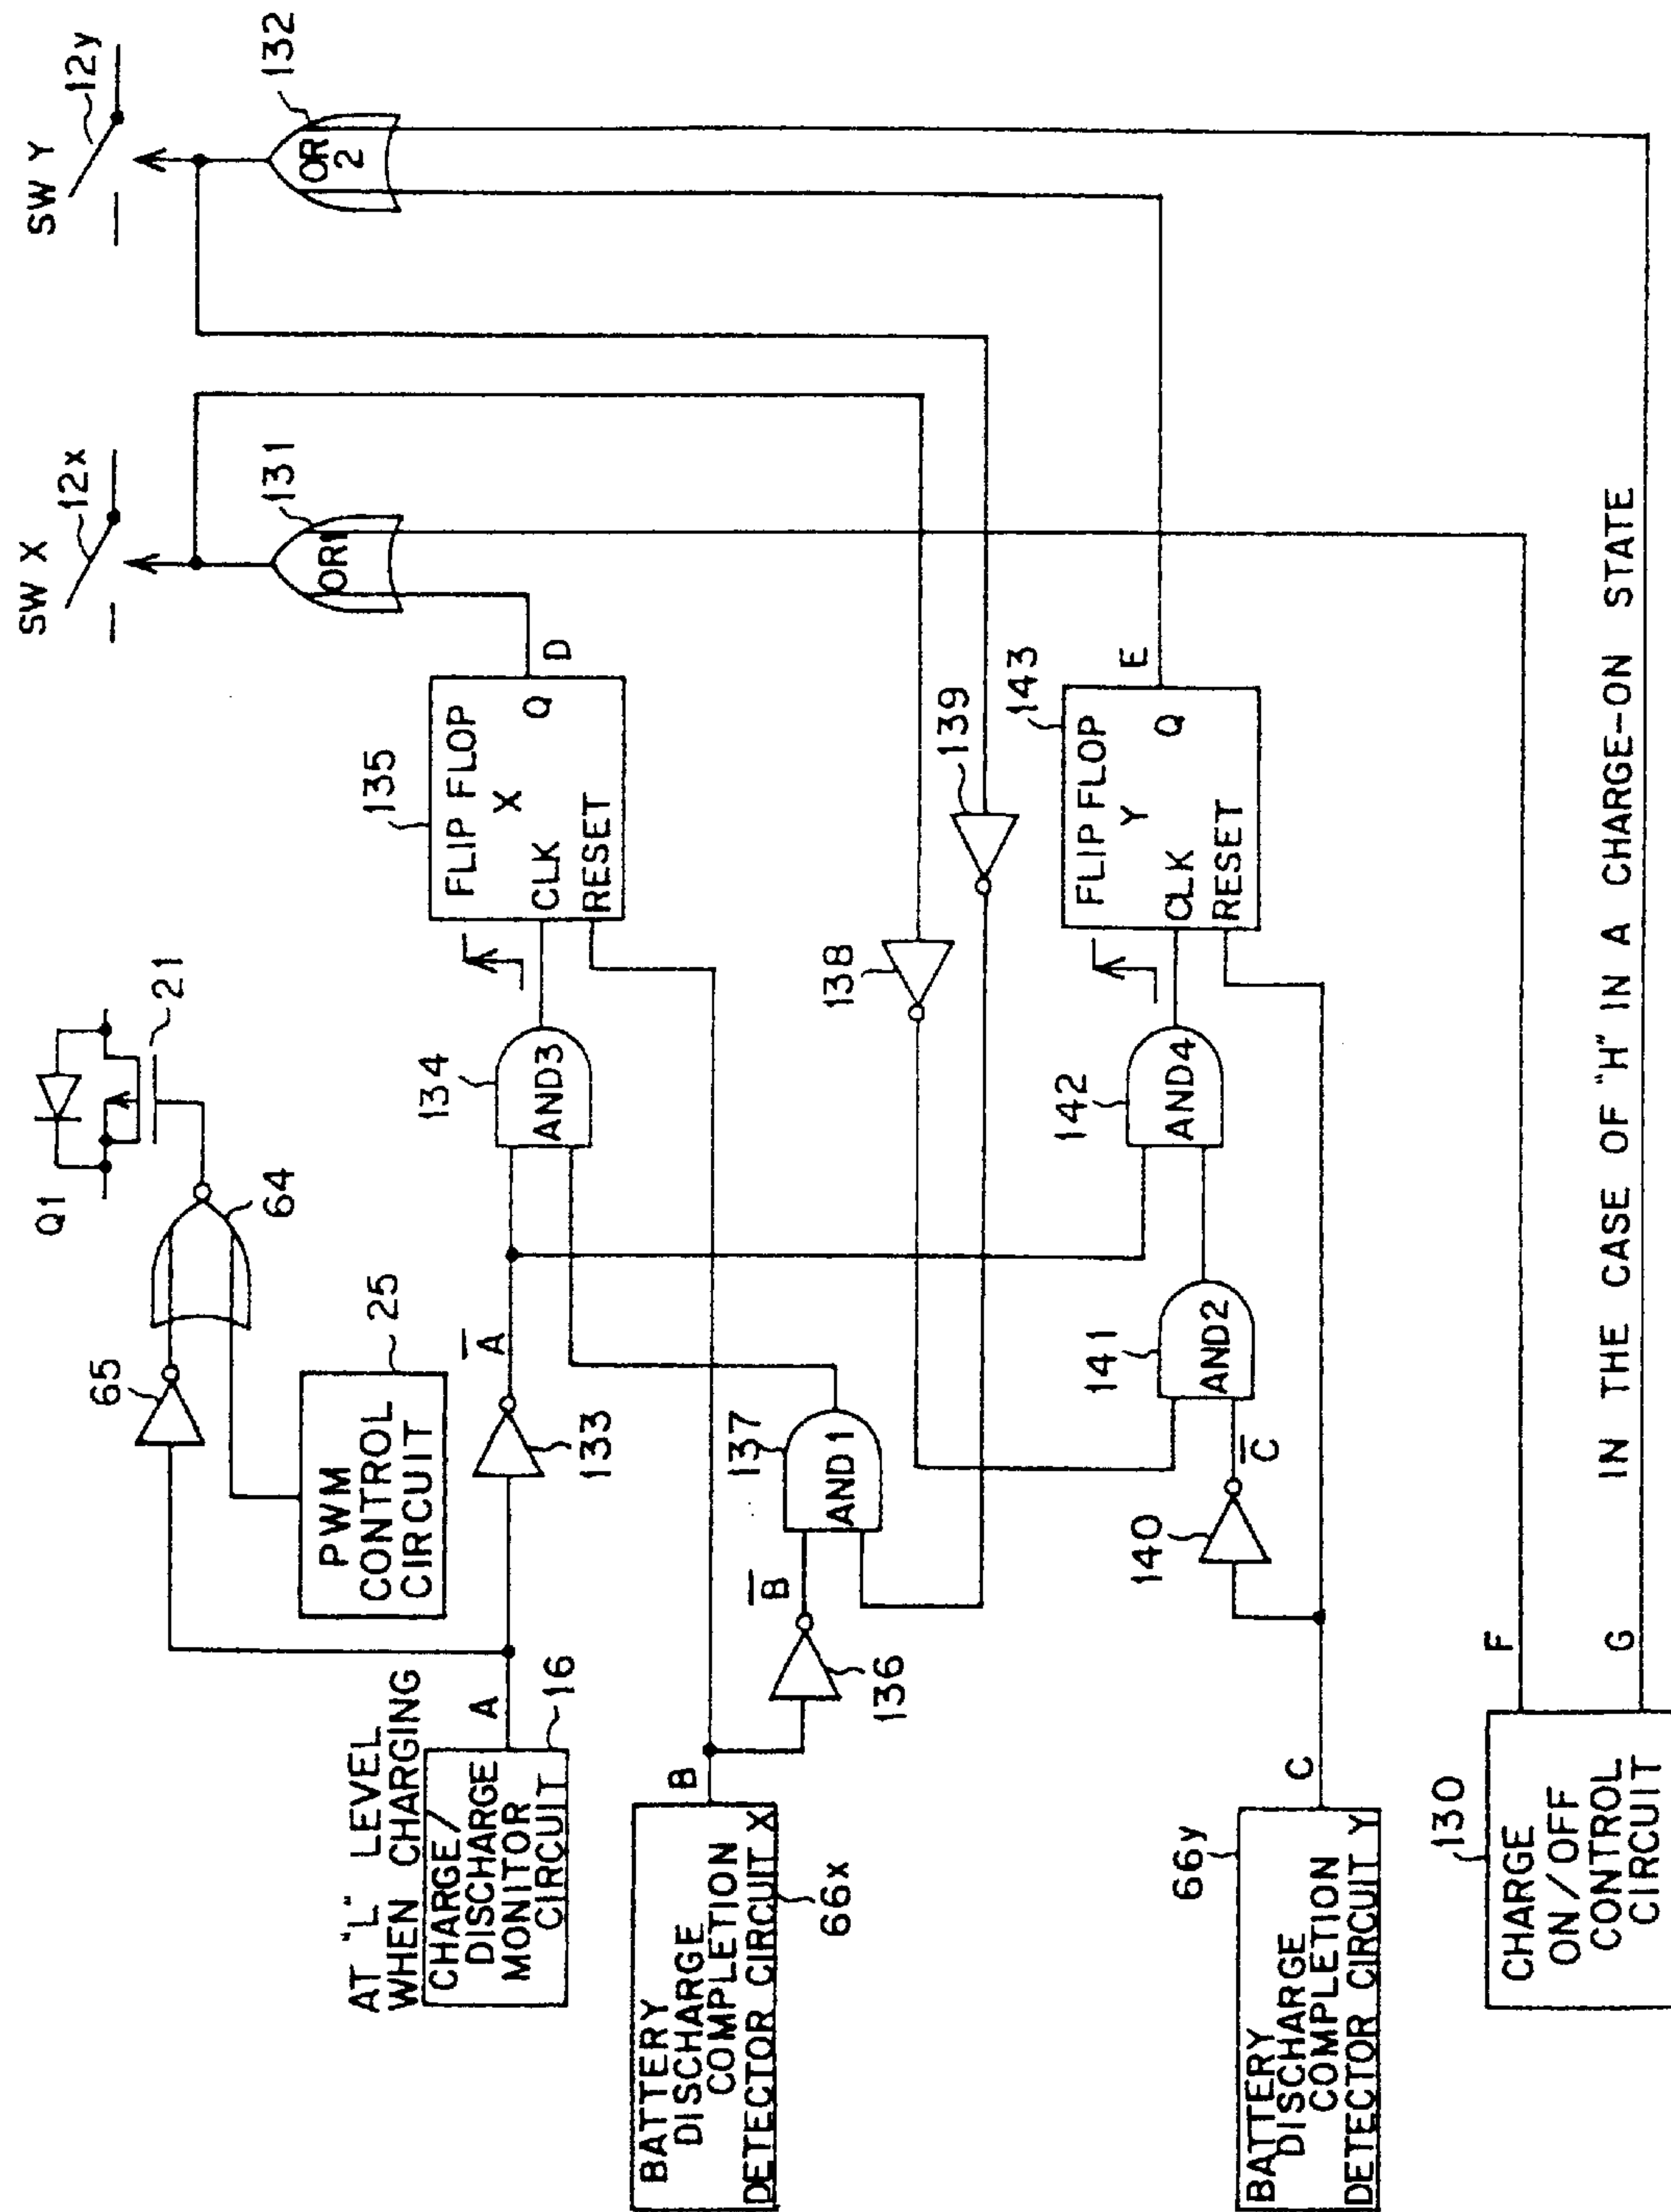 AT "L" LEVEL
WHEN CHARGING
CHARGE/
DISCHARGE
MONITOR
CIRCUIT
16
A
65
PWM
CONTROL
CIRCUIT
25
64
Q1
21
A
133
BATTERY
DISCHARGE
COMPLETION
DETECTOR CIRCUIT X
66x
B
136
B
137
AND1
134
AND3
135
FLIP FLOP
X
CLK
Q
RESET
D
SW X
12x
131
OR1
SW Y
12y
132
OR
2
138
139
BATTERY
DISCHARGE
COMPLETION
DETECTOR CIRCUIT Y
66y
C
140
C
141
AND2
142
AND4
143
FLIP FLOP
Y
CLK
Q
RESET
E
130
CHARGE
ON/OFF
CONTROL
CIRCUIT
F
G
IN THE CASE OF "H" IN A CHARGE-ON STATE